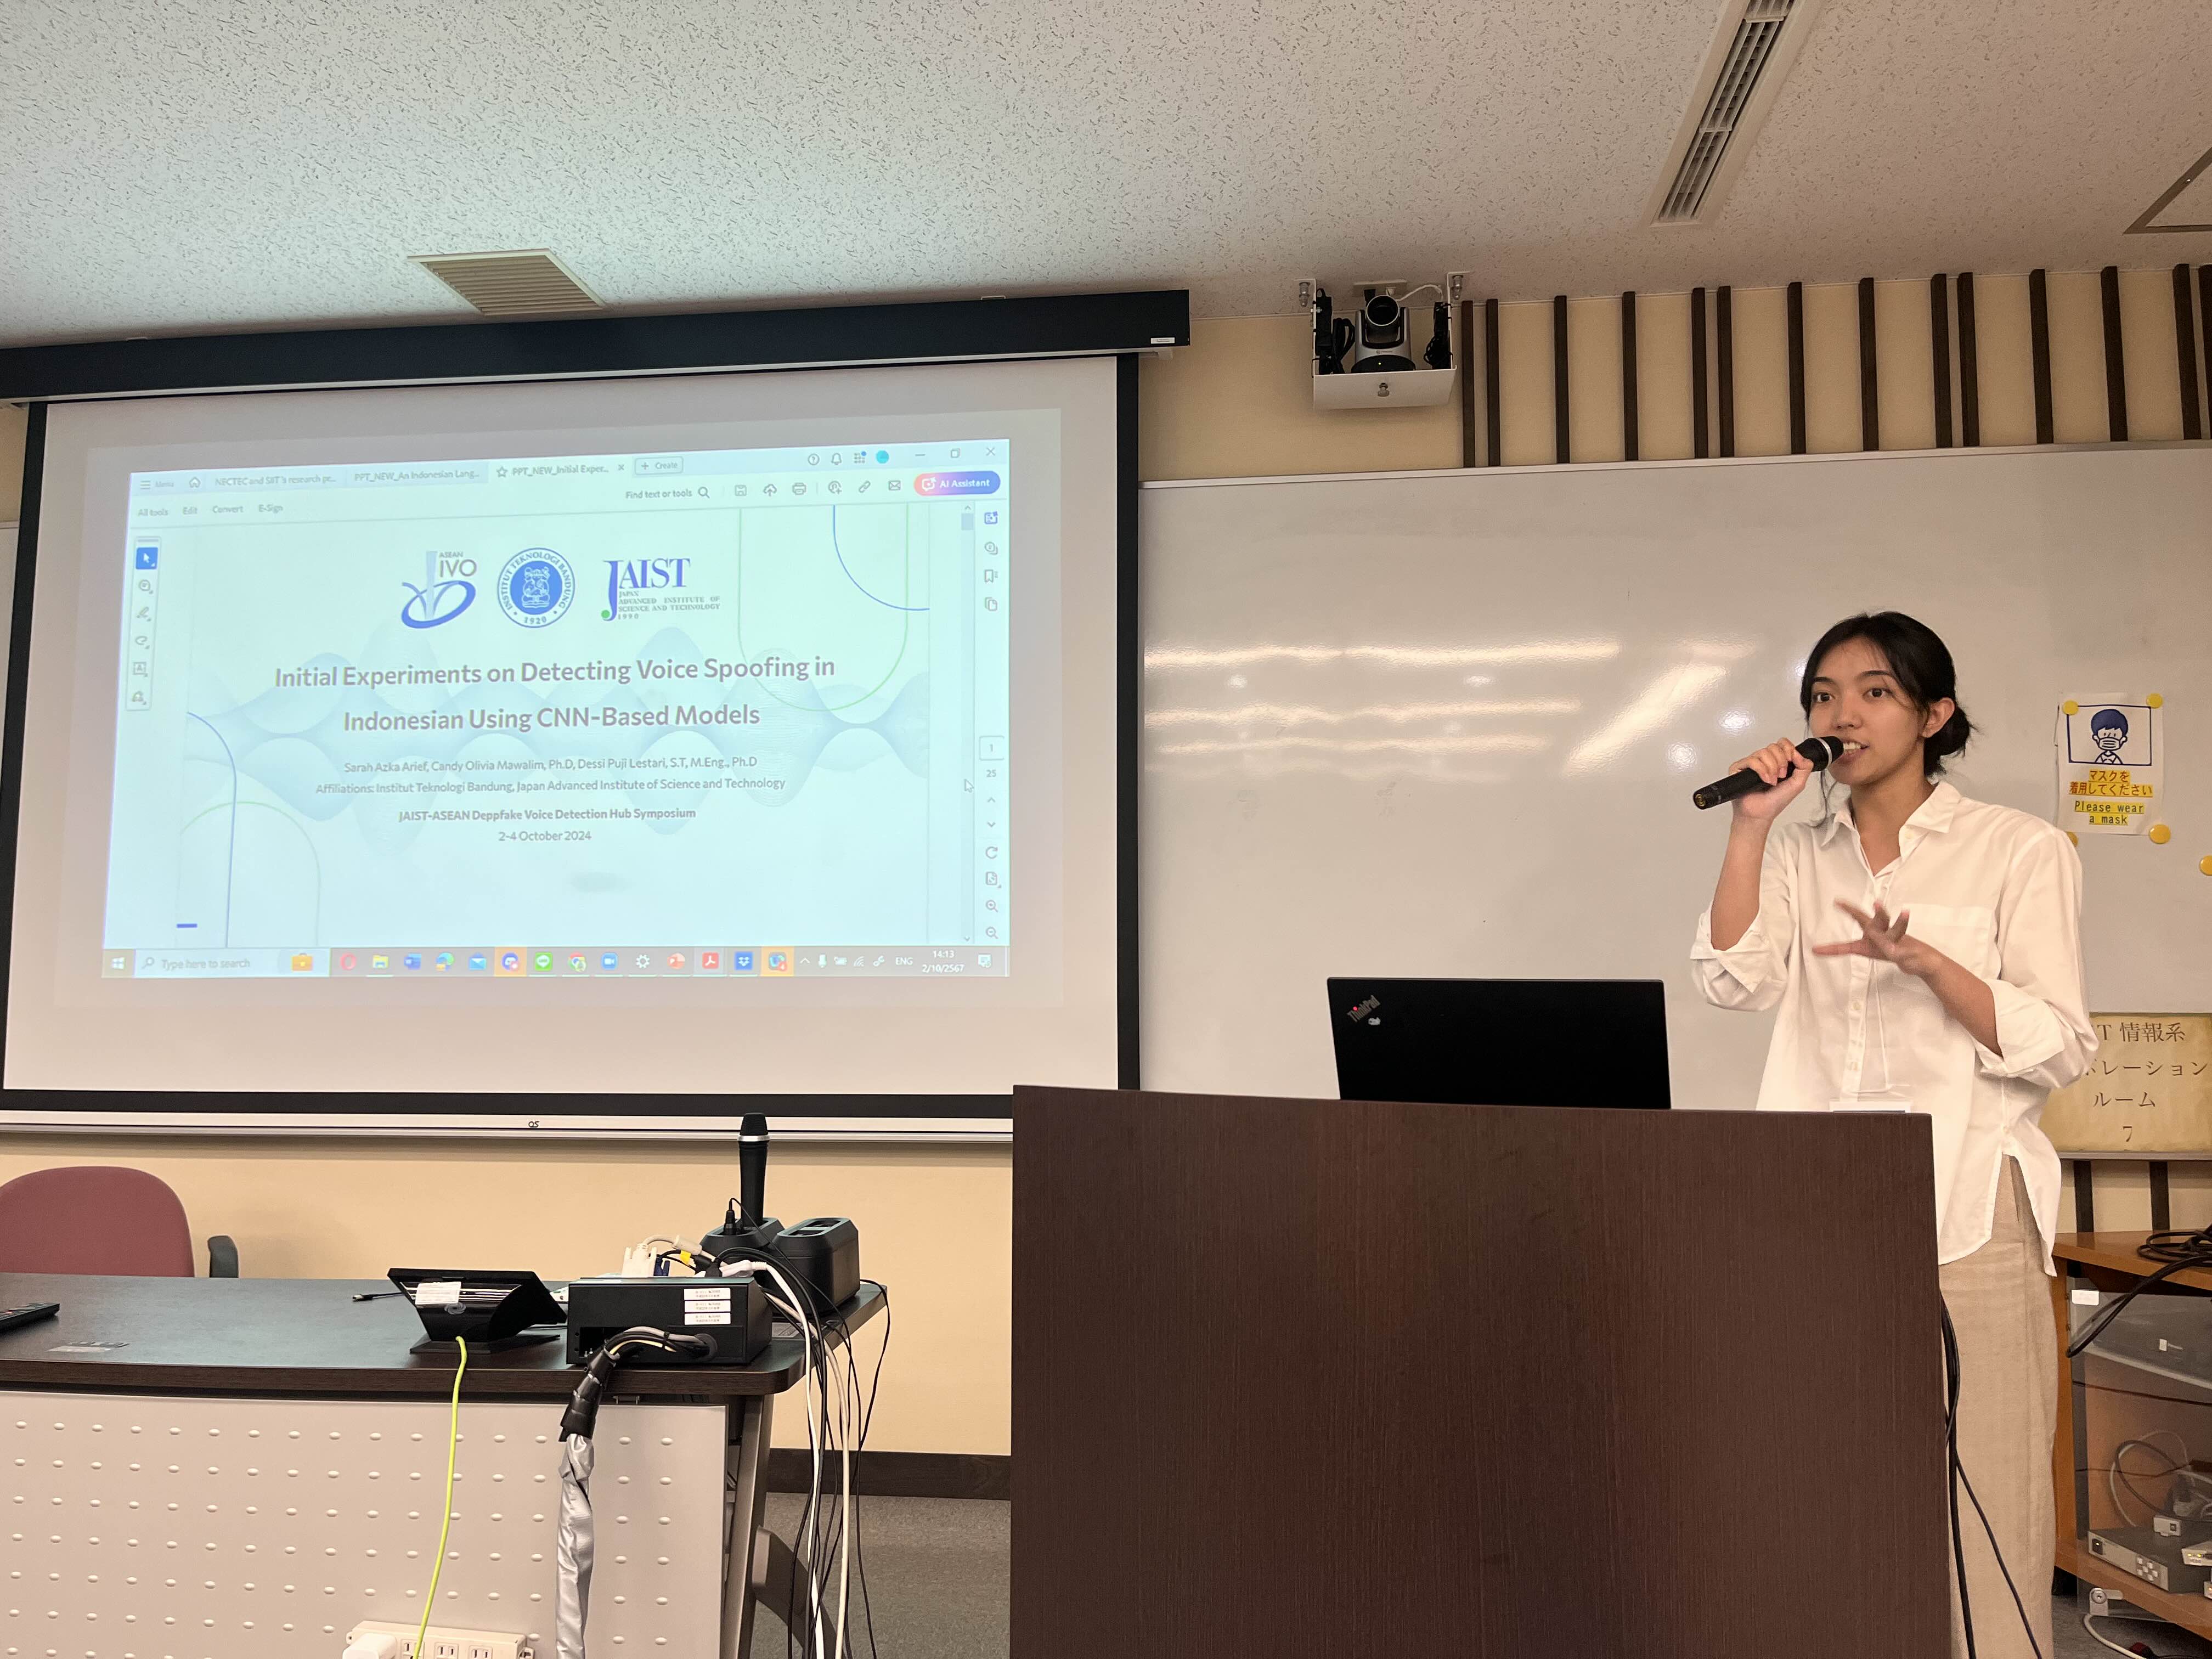 Menu
NECTEC and SIIT's research pr...
PPT_NEW_An Indonesian Lang...
PPT_NEW_Initial Exper...
+ Create
All tools
Edit
Convert
E-Sign
Find text or tools
AI Assistant
ASEAN
IVO
INSTITUT TEKNOLOGI BANDUNG
1920
JAIST
JAPAN
ADVANCED INSTITUTE OF
SCIENCE AND TECHNOLOGY
1990
Initial Experiments on Detecting Voice Spoofing in
Indonesian Using CNN-Based Models
Sarah Azka Arief, Candy Olivia Mawalim, Ph.D, Dessi Puji Lestari, S.T, M.Eng., Ph.D
Affiliations: Institut Teknologi Bandung, Japan Advanced Institute of Science and Technology
JAIST-ASEAN Deppfake Voice Detection Hub Symposium
2-4 October 2024
1
25
Type here to search
ENG
14:13
2/10/2567
OS
ThinkPad
マスクを
着用してください
Please wear
a mask
T 情報系
ボレーション
ルーム
7